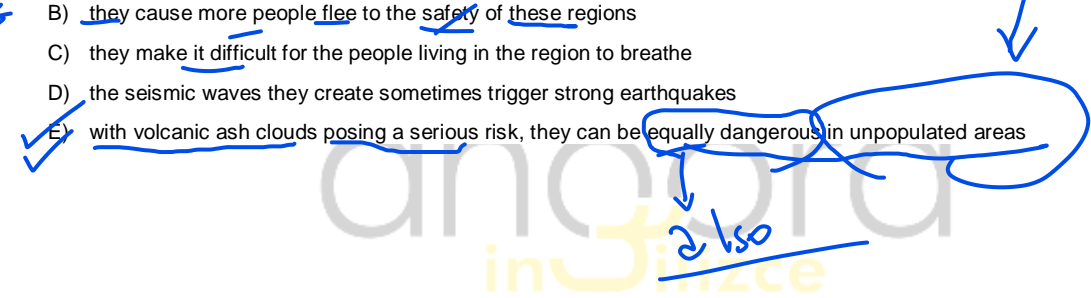 B) they cause more people flee to the safety of these regions
C) they make it difficult for the people living in the region to breathe
D) the seismic waves they create sometimes trigger strong earthquakes
E) with volcanic ash clouds posing a serious risk, they can be equally dangerous in unpopulated areas
angora
also
ingilizce